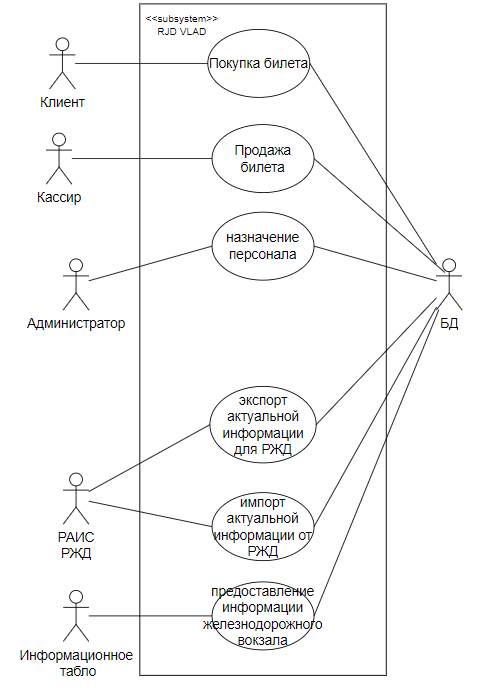 <<subsystem>>
RJD VLAD
Клиент
Покупка билета
Кассир
Продажа
билета
Администратор
назначение
персонала
БД
РАИС
РЖД
экспорт
актуальной
информации
для РЖД
импорт
актуальной
информации от
РЖД
Информационное
табло
предоставление
информации
железнодорожного
вокзала